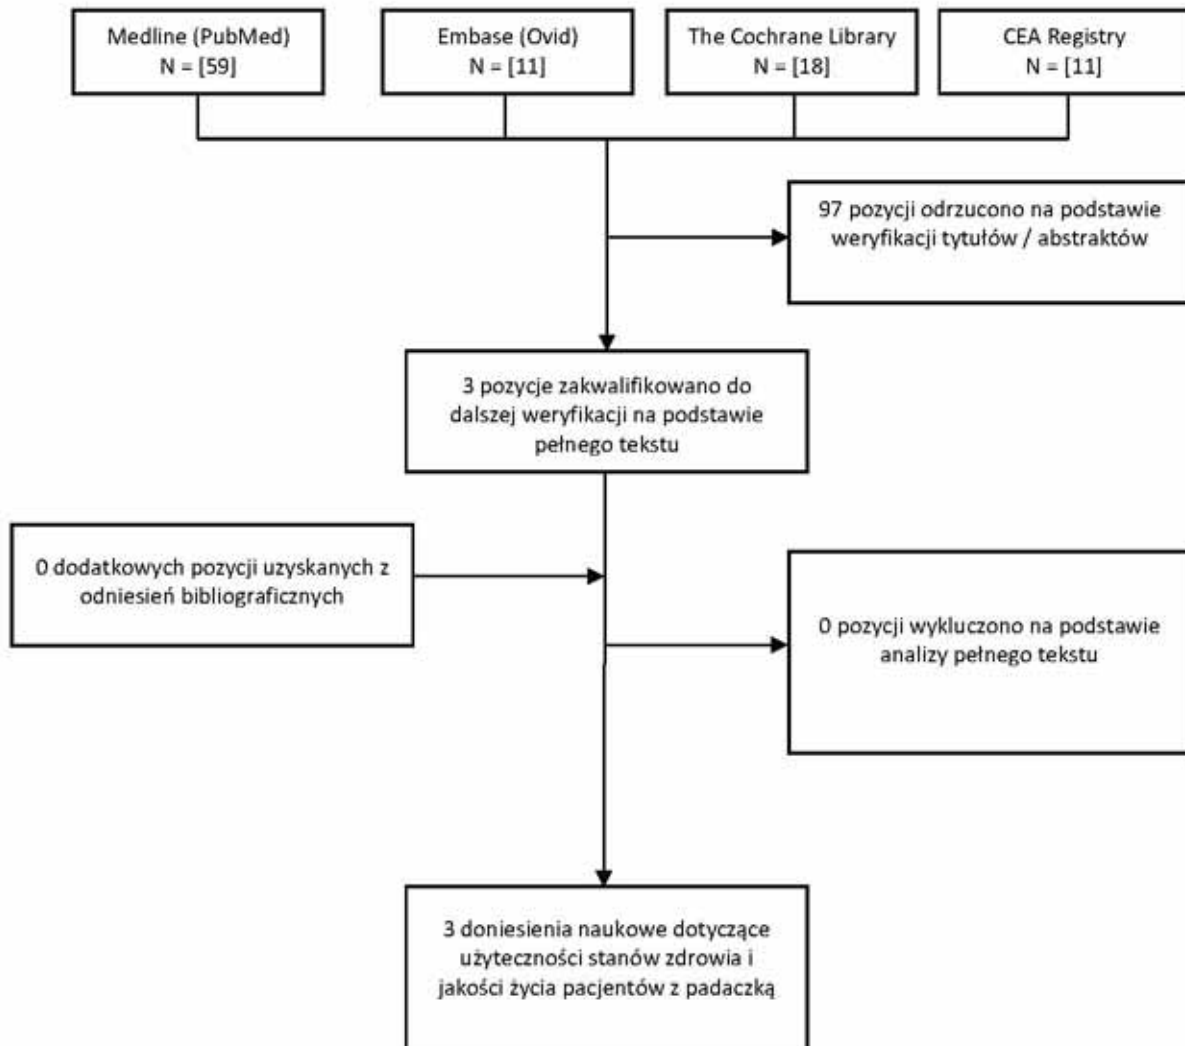 Medline (PubMed)
N = [59]
Embase (Ovid)
N = [11]
The Cochrane Library
N = [18]
CEA Registry
N = [11]
97 pozycji odrzucono na podstawie
weryfikacji tytułów / abstraktów
3 pozycje zakwalifikowano do
dalszej weryfikacji na podstawie
pełnego tekstu
0 dodatkowych pozycji uzyskanych z
odniesień bibliograficznych
0 pozycji wykluczono na podstawie
analizy pełnego tekstu
3 doniesienia naukowe dotyczące
użyteczności stanów zdrowia i
jakości życia pacjentów z padaczką